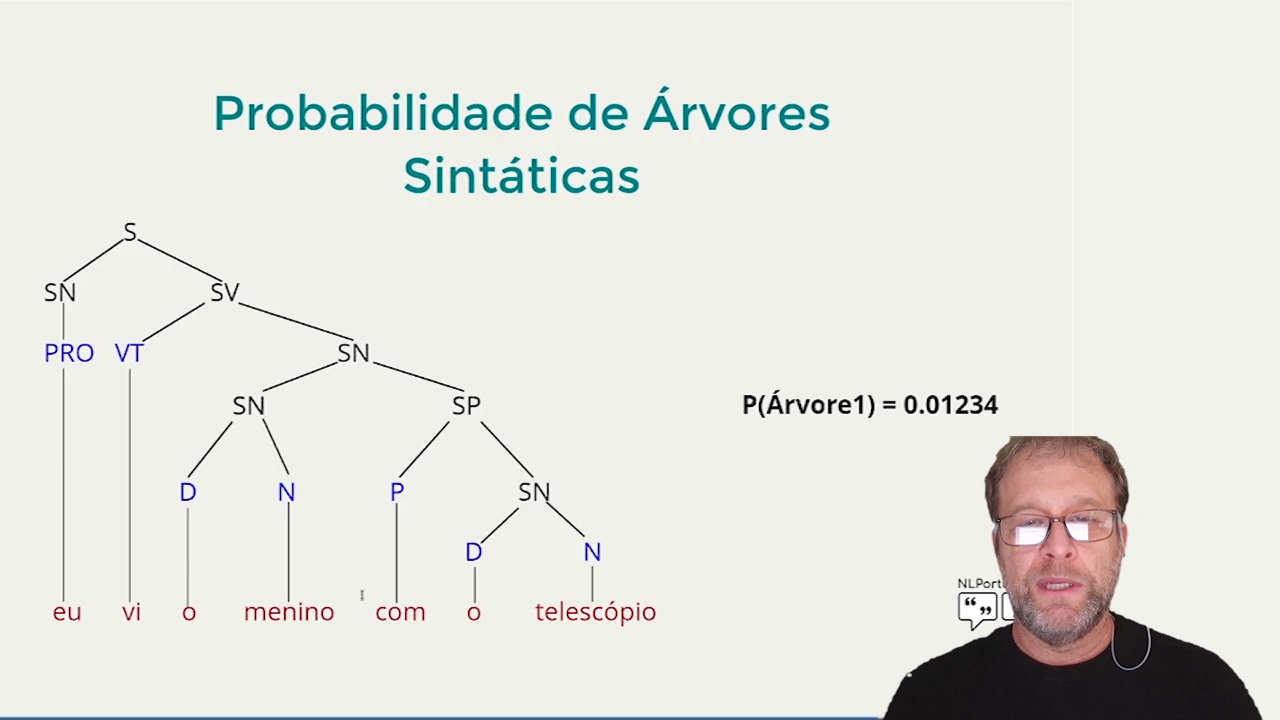 Probabilidade de Árvores
Sintáticas
S
SN SV
PRO VT SN
SN SP
P(Árvore1) = 0.01234
D N P SN
D N
NLPortu
eu vi o menino com o telescópio